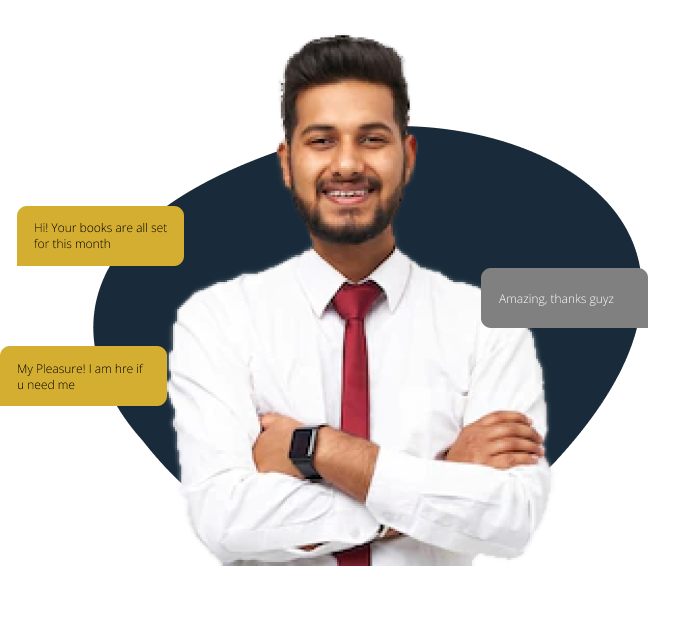 Hi! Your books are all set
for this month
Amazing, thanks guyz
My Pleasure! I am hre if
u need me